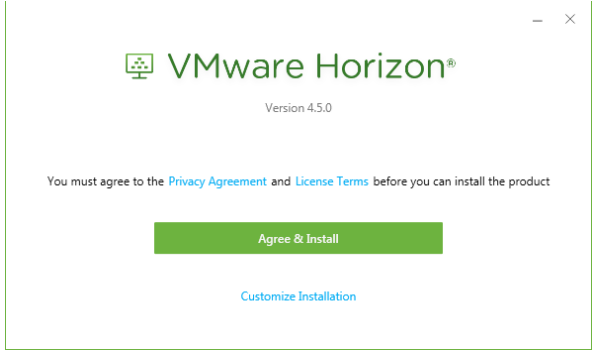 VMware Horizon®
Version 4.5.0
You must agree to the Privacy Agreement and License Terms before you can install the product
Agree & Install
Customize Installation